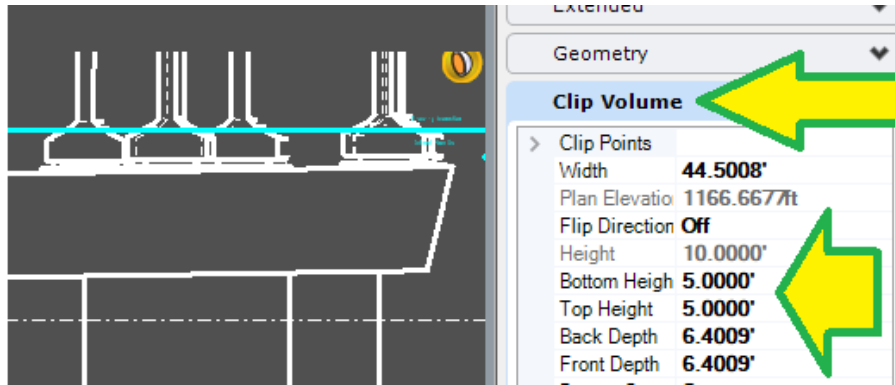 Extended
Geometry
Clip Volume
Clip Points
Width 44.5008'
Plan Elevatio 1166.6677ft
Flip Direction Off
Height 10.0000'
Bottom Heigh 5.0000'
Top Height 5.0000'
Back Depth 6.4009'
Front Depth 6.4009'